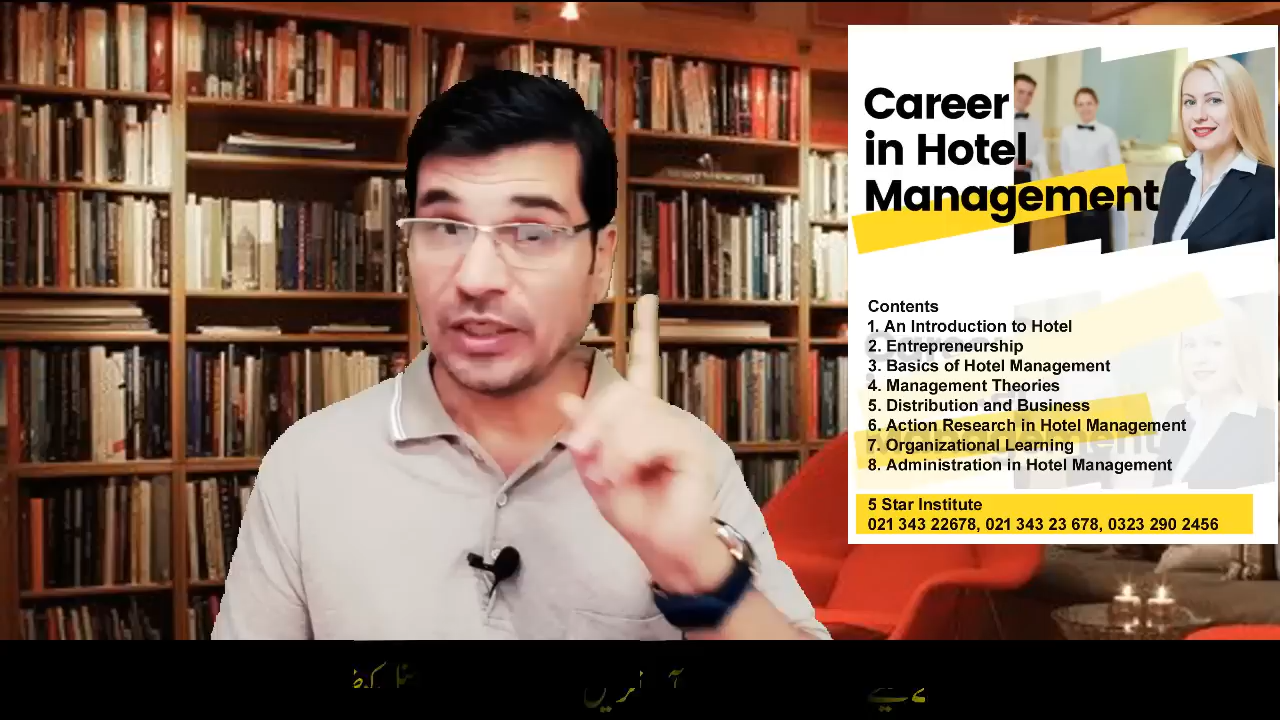 Career
in Hotel
Management
Contents
1. An Introduction to Hotel
2. Entrepreneurship
3. Basics of Hotel Management
4. Management Theories
5. Distribution and Business
6. Action Research in Hotel Management
7. Organizational Learning
8. Administration in Hotel Management
5 Star Institute
021 343 22678, 021 343 23 678, 0323 290 2456